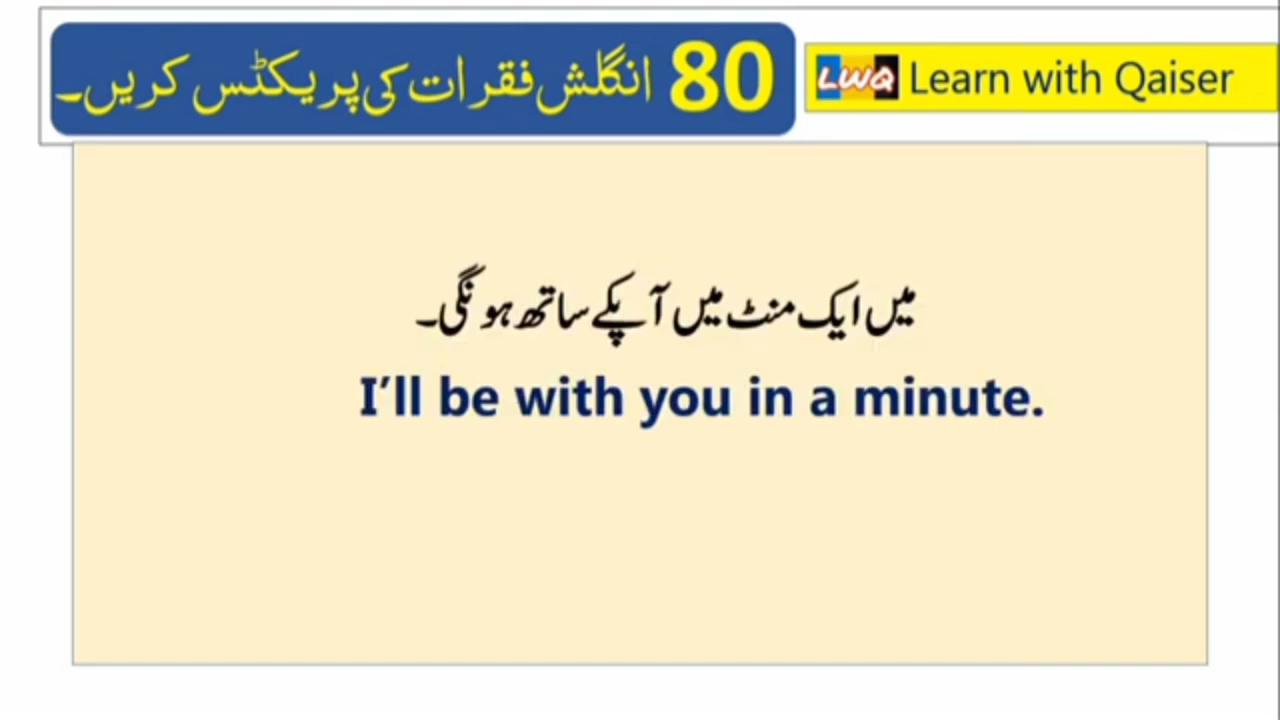 80 انگلش فقرات کی پریکٹس کریں۔
LWQ Learn with Qaiser
میں ایک منٹ میں آپکے ساتھ ہونگی۔
I’ll be with you in a minute.